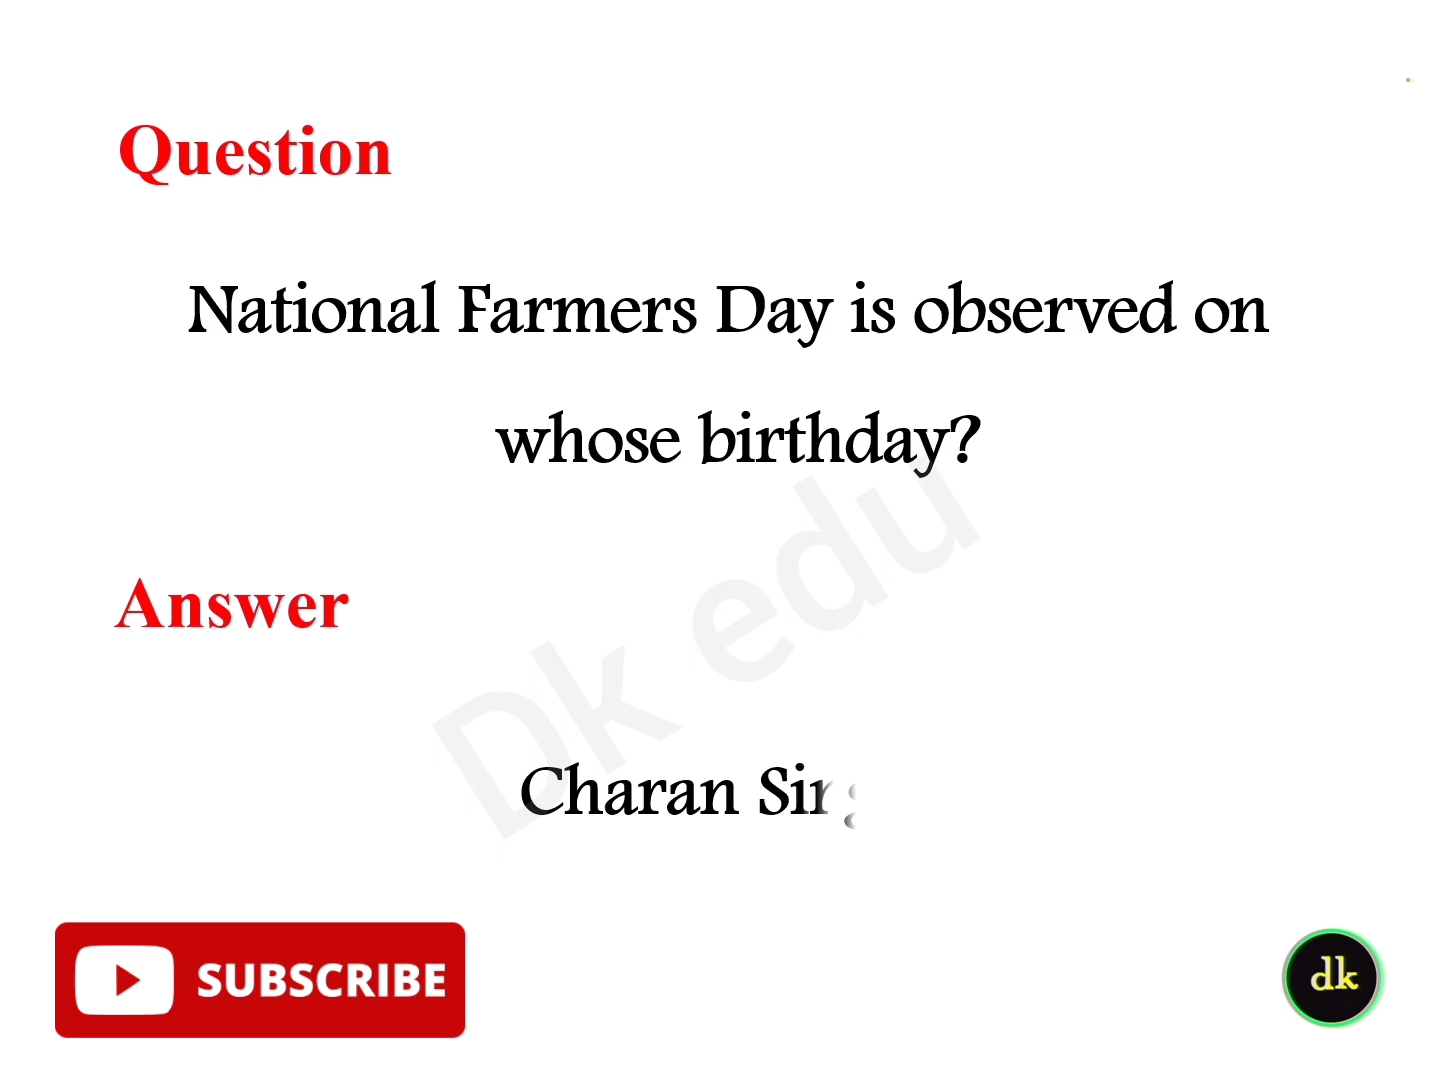 Question
National Farmers Day is observed on
whose birthday?
Answer
Dk edu
Charan
SUBSCRIBE
dk